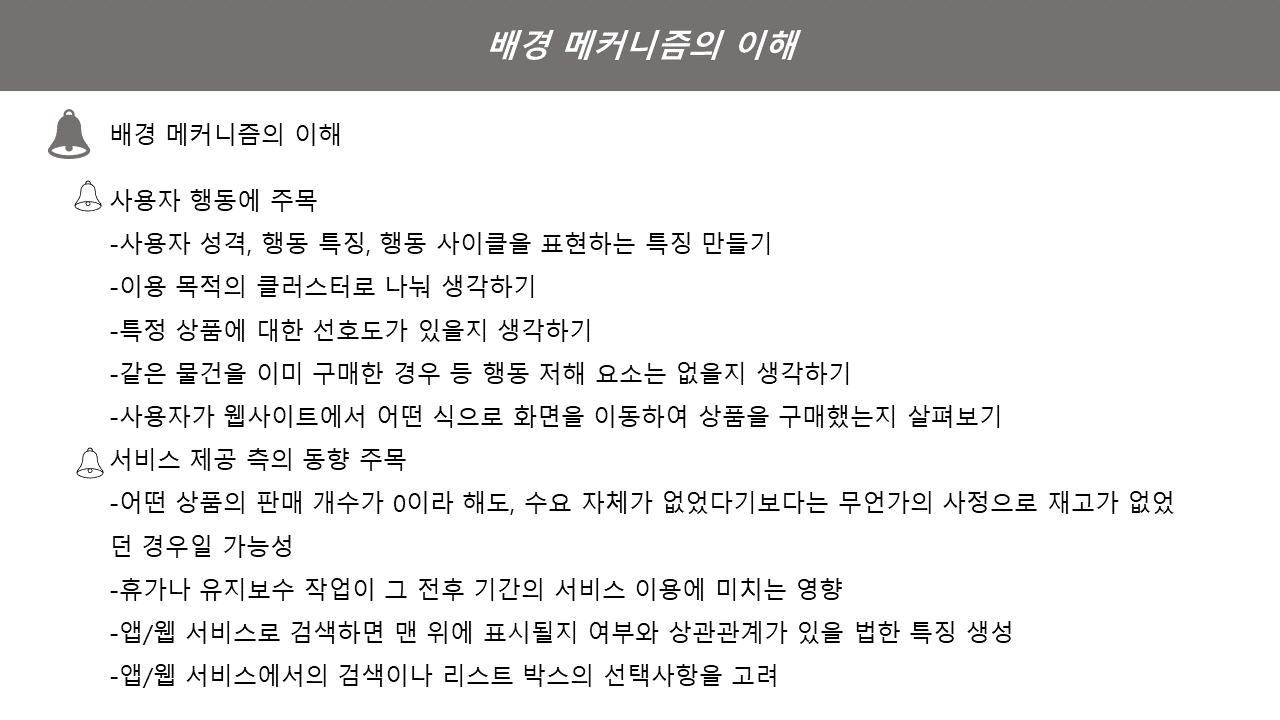 배경 메커니즘의 이해
배경 메커니즘의 이해
사용자 행동에 주목
-사용자 성격, 행동 특징, 행동 사이클을 표현하는 특징 만들기
-이용 목적의 클러스터로 나눠 생각하기
-특정 상품에 대한 선호도가 있을지 생각하기
-같은 물건을 이미 구매한 경우 등 행동 저해 요소는 없을지 생각하기
-사용자가 웹사이트에서 어떤 식으로 화면을 이동하여 상품을 구매했는지 살펴보기
서비스 제공 측의 동향 주목
-어떤 상품의 판매 개수가 0이라 해도, 수요 자체가 없었다기보다는 무언가의 사정으로 재고가 없었
던 경우일 가능성
-휴가나 유지보수 작업이 그 전후 기간의 서비스 이용에 미치는 영향
-앱/웹 서비스로 검색하면 맨 위에 표시될지 여부와 상관관계가 있을 법한 특징 생성
-앱/웹 서비스에서의 검색이나 리스트 박스의 선택사항을 고려